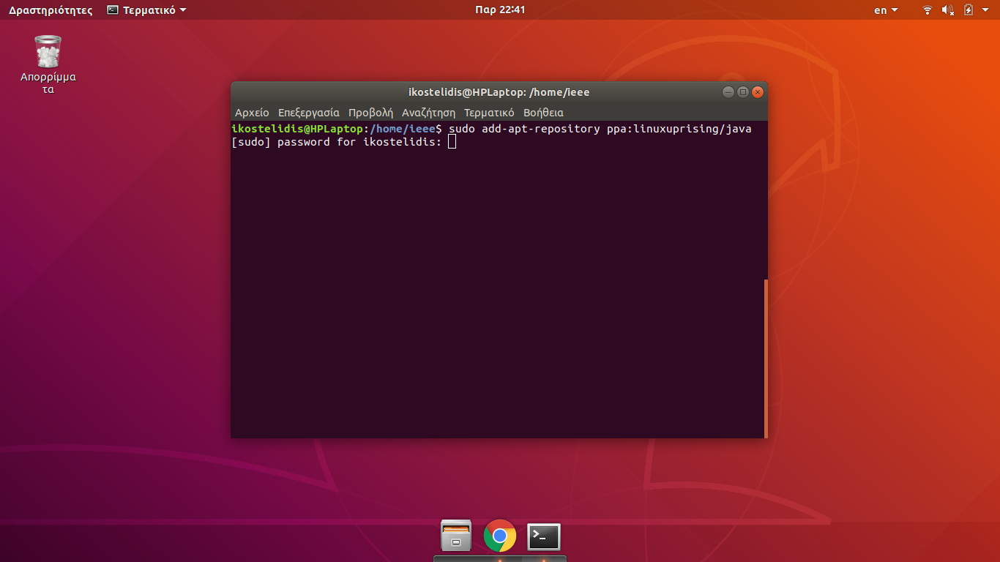 Δραστηριότητες Τερματικό Παρ 22:41 en
Απορρίμμα
τα
ikostelidis@HPLaptop: /home/ieee
Αρχείο Επεξεργασία Προβολή Αναζήτηση Τερματικό Βοήθεια
ikostelidis@HPLaptop:/home/ieee$ sudo add-apt-repository ppa:linuxuprising/java
[sudo] password for ikostelidis: